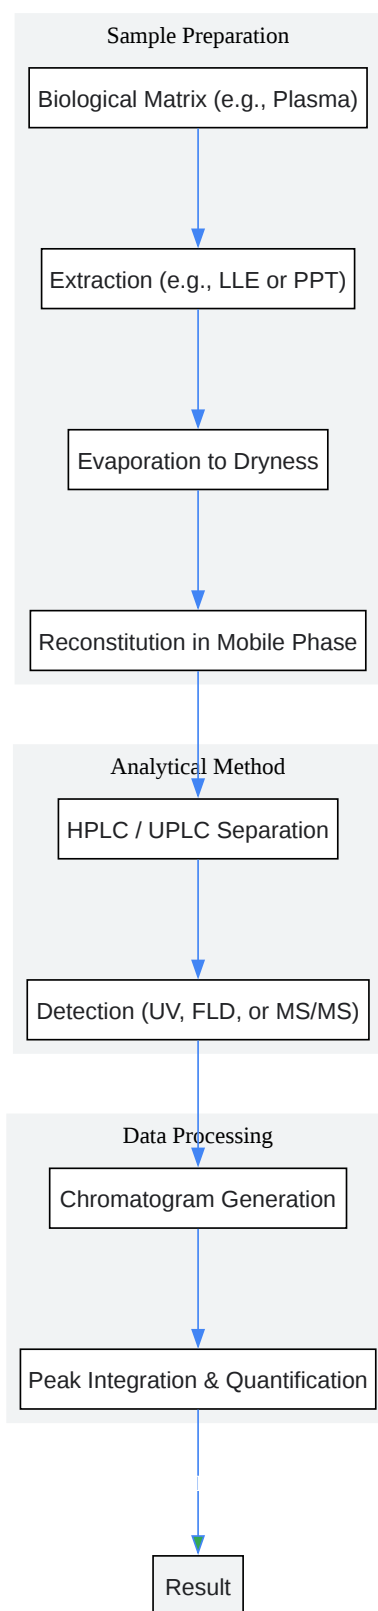 Sample Preparation
Biological Matrix (e.g., Plasma)
Extraction (e.g., LLE or PPT)
Evaporation to Dryness
Reconstitution in Mobile Phase
Analytical Method
HPLC / UPLC Separation
Detection (UV, FLD, or MS/MS)
Data Processing
Chromatogram Generation
Peak Integration & Quantification
Result